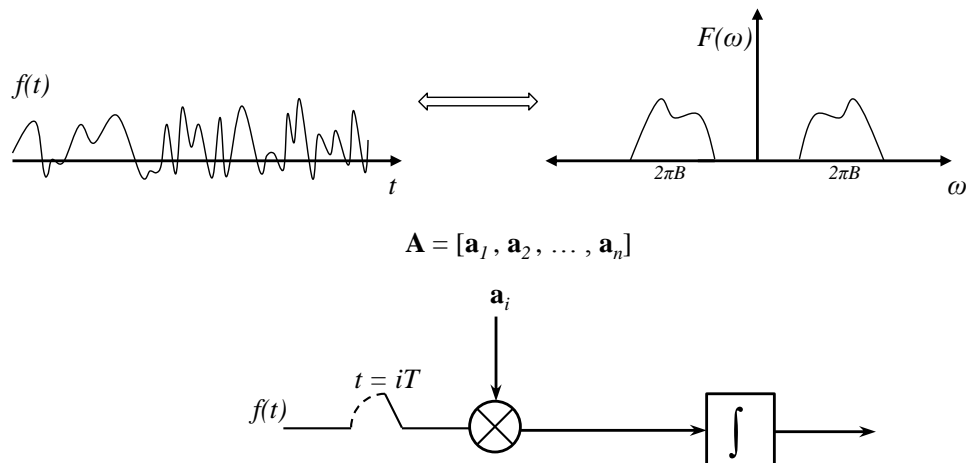 f(t)
F(ω)
t
2πB
2πB
ω
A = [a₁ , a₂ , … , aₙ]
aᵢ
t = iT
f(t)
∫